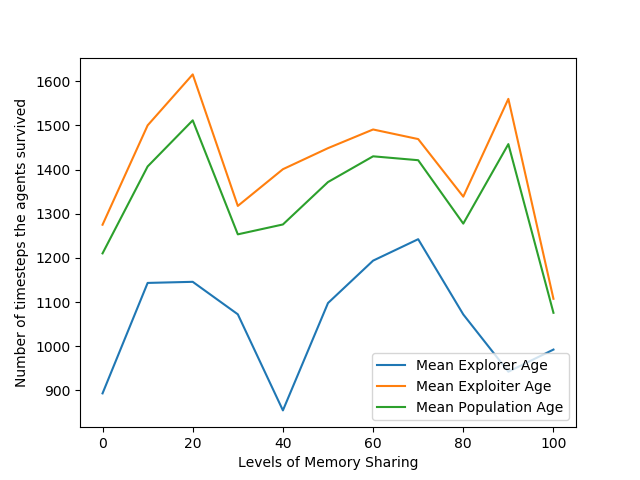 1600
1500
1400
1300
1200
1100
1000
900
Number of timesteps the agents survived
Mean Explorer Age
Mean Exploiter Age
Mean Population Age
0 20 40 60 80 100
Levels of Memory Sharing